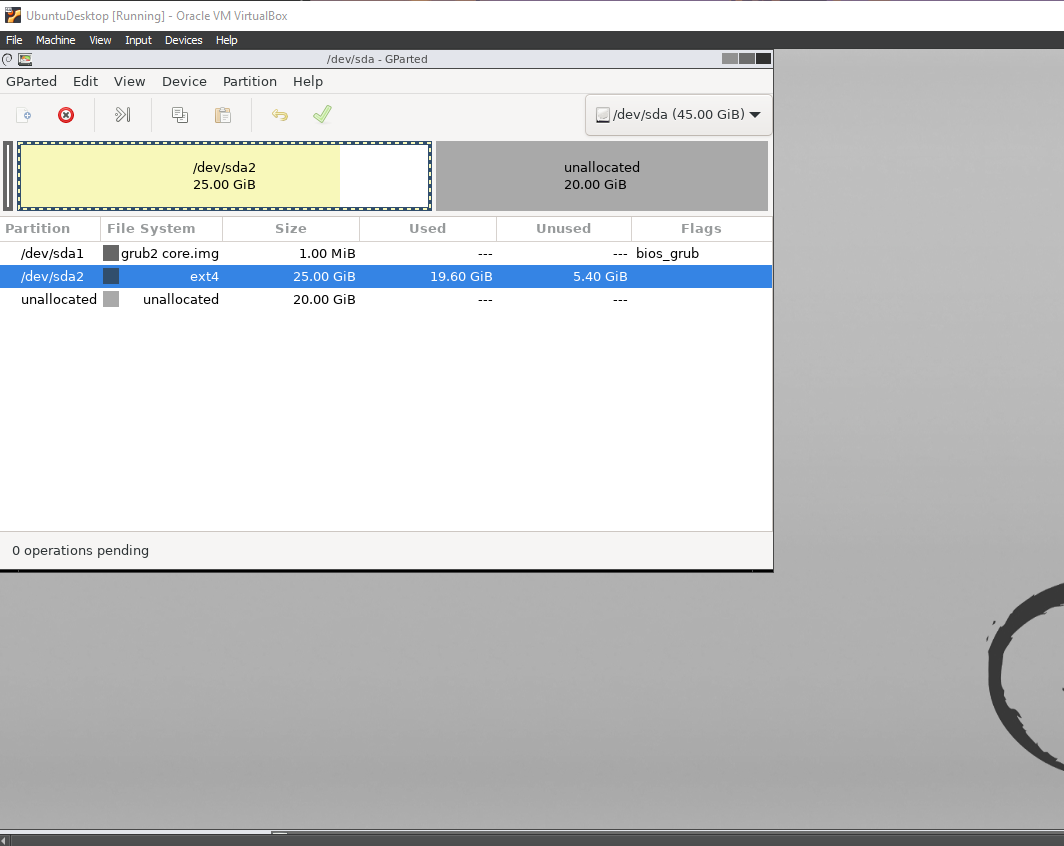 UbuntuDesktop [Running] - Oracle VM VirtualBox
File Machine View Input Devices Help
/dev/sda - GParted
GParted Edit View Device Partition Help
/dev/sda (45.00 GiB)
/dev/sda2
25.00 GiB
unallocated
20.00 GiB
Partition File System Size Used Unused Flags
/dev/sda1 grub2 core.img 1.00 MiB --- --- bios_grub
/dev/sda2 ext4 25.00 GiB 19.60 GiB 5.40 GiB
unallocated unallocated 20.00 GiB --- ---
0 operations pending